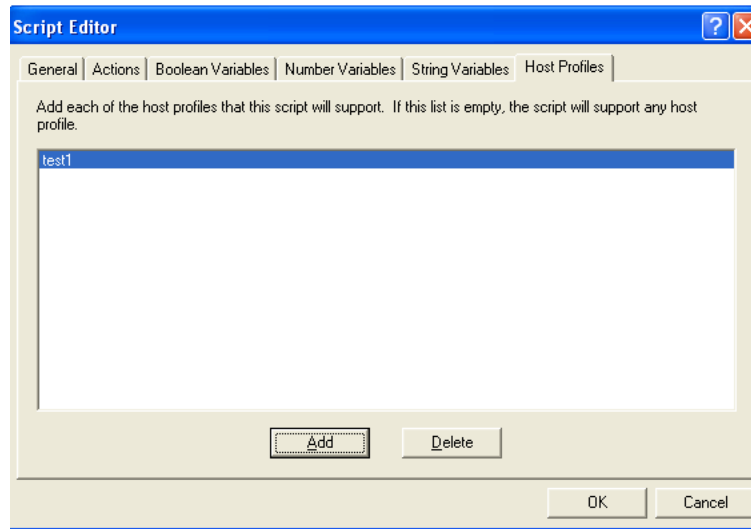 Script Editor
General Actions Boolean Variables Number Variables String Variables Host Profiles
Add each of the host profiles that this script will support. If this list is empty, the script will support any host
profile.
test1
Add Delete
OK Cancel